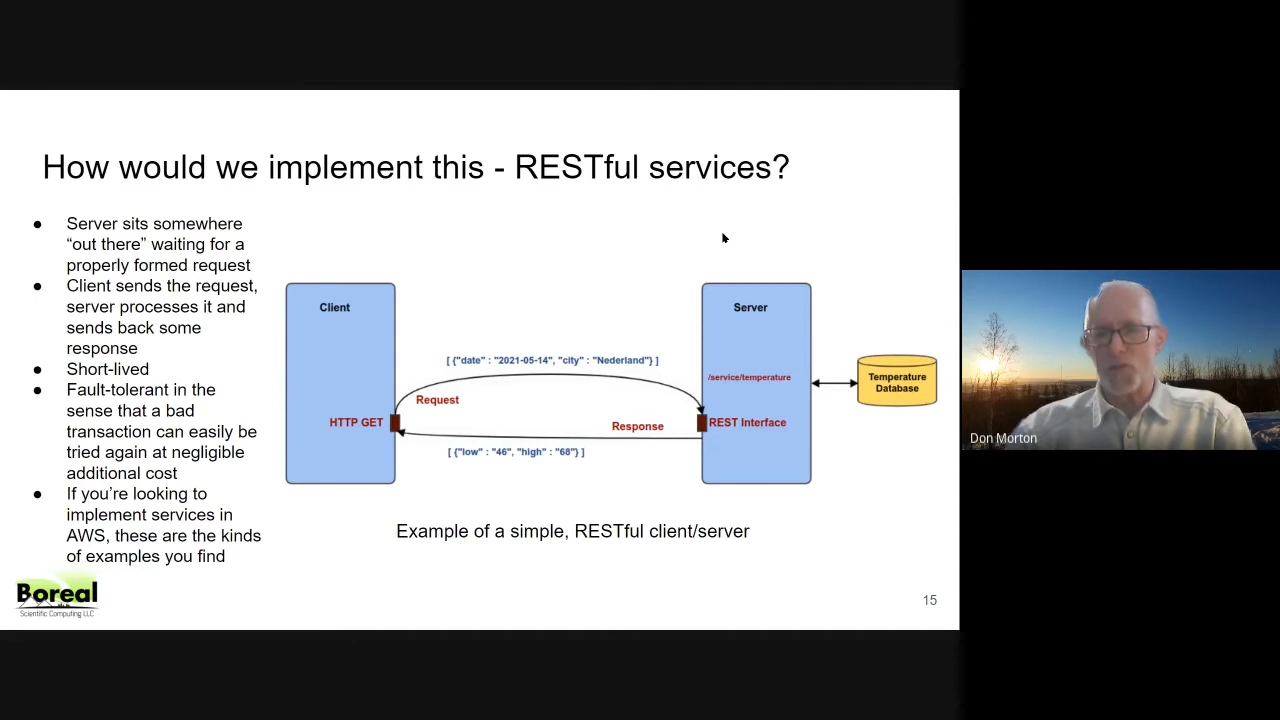 How would we implement this - RESTful services?
● Server sits somewhere
“out there” waiting for a
properly formed request
● Client sends the request,
server processes it and
sends back some
response
● Short-lived
● Fault-tolerant in the
sense that a bad
transaction can easily be
tried again at negligible
additional cost
● If you’re looking to
implement services in
AWS, these are the kinds
of examples you find
Client
HTTP GET
[ {"date" : "2021-05-14", "city" : "Nederland"} ]
Request
Response
[ {"low" : "46", "high" : "68"} ]
Server
/service/temperature
REST Interface
Temperature
Database
Example of a simple, RESTful client/server
Boreal
Scientific Computing LLC
15
Don Morton